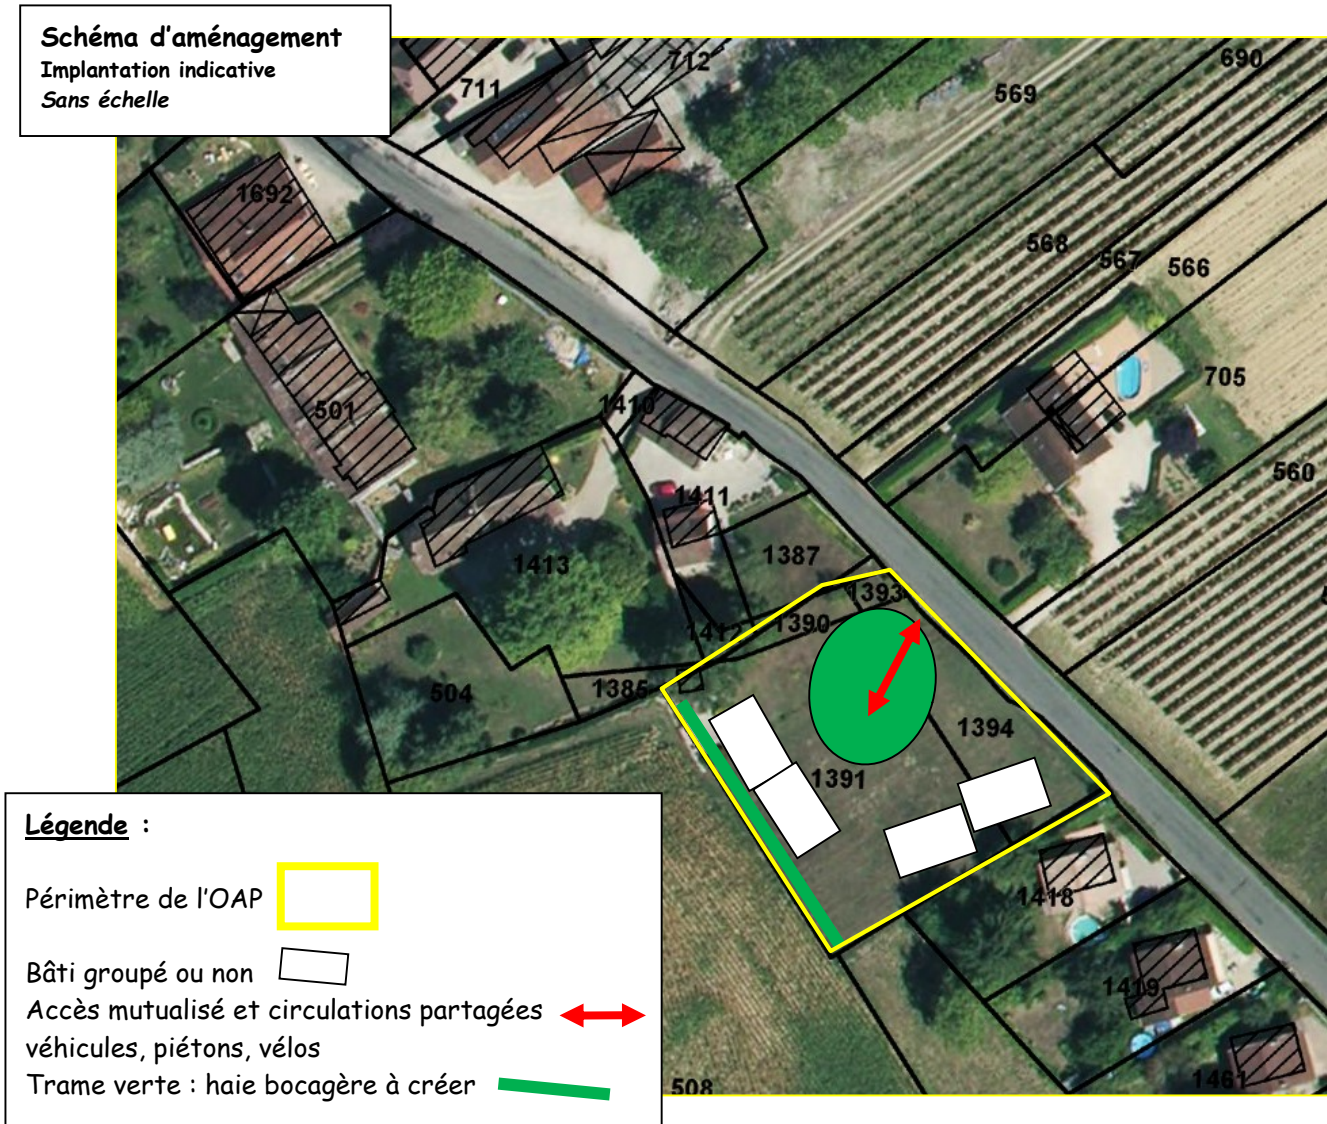 Schéma d'aménagement
Implantation indicative
Sans échelle
690
712
711
569
1692
568
567
566
705
501
1410
560
1411
1387
1413
1393
1390
1412
504
1385
1394
1391
Légende :
Périmètre de l'OAP
Bâti groupé ou non
Accès mutualisé et circulations partagées
véhicules, piétons, vélos
Trame verte : haie bocagère à créer
1418
1419
1461
508